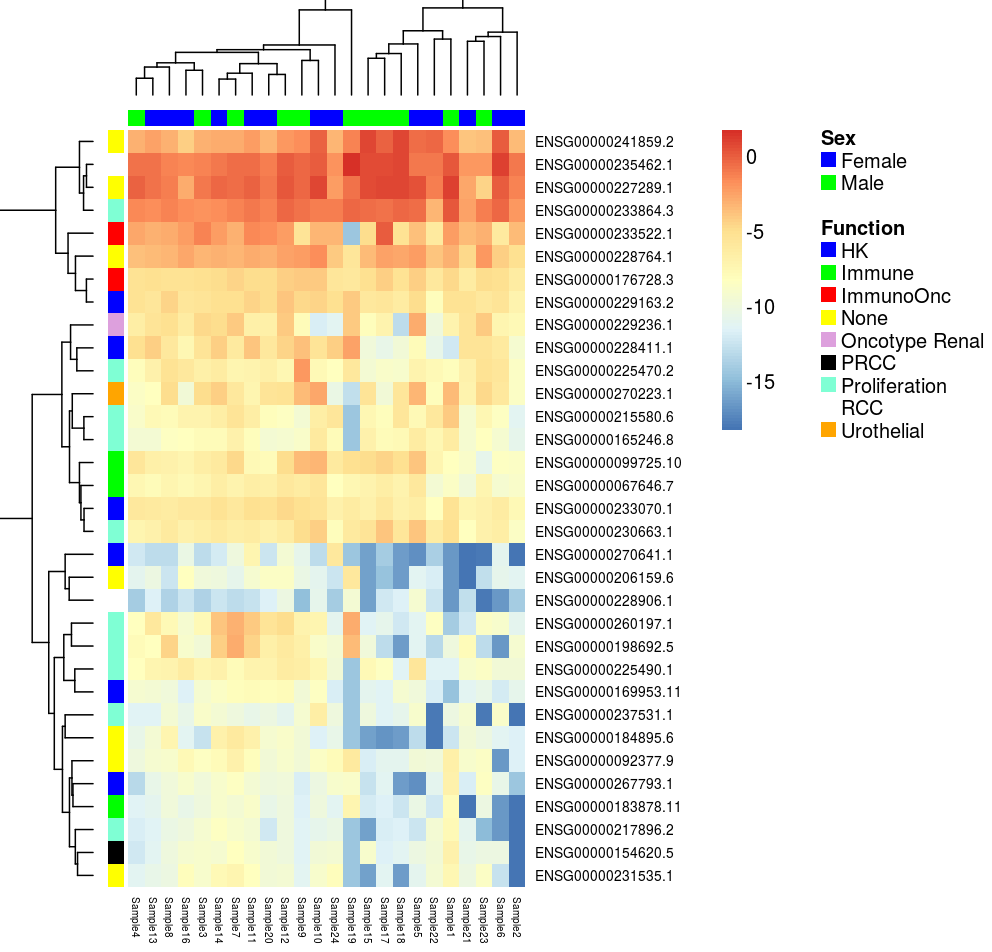 ENSG00000241859.2
ENSG00000235462.1
ENSG00000227289.1
ENSG00000233864.3
ENSG00000233522.1
ENSG00000228764.1
ENSG00000176728.3
ENSG00000229163.2
ENSG00000229236.1
ENSG00000228411.1
ENSG00000225470.2
ENSG00000270223.1
ENSG00000215580.6
ENSG00000165246.8
ENSG00000099725.10
ENSG00000067646.7
ENSG00000233070.1
ENSG00000230663.1
ENSG00000270641.1
ENSG00000206159.6
ENSG00000228906.1
ENSG00000260197.1
ENSG00000198692.5
ENSG00000225490.1
ENSG00000169953.11
ENSG00000237531.1
ENSG00000184895.6
ENSG00000092377.9
ENSG00000267793.1
ENSG00000183878.11
ENSG00000217896.2
ENSG00000154620.5
ENSG00000231535.1
0
-5
-10
-15
Sex
Female
Male
Function
HK
Immune
ImmunoOnc
None
Oncotype Renal
PRCC
Proliferation
RCC
Urothelial
Sample4
Sample13
Sample8
Sample16
Sample3
Sample14
Sample7
Sample11
Sample20
Sample12
Sample9
Sample10
Sample24
Sample19
Sample15
Sample17
Sample18
Sample5
Sample22
Sample1
Sample21
Sample23
Sample6
Sample2